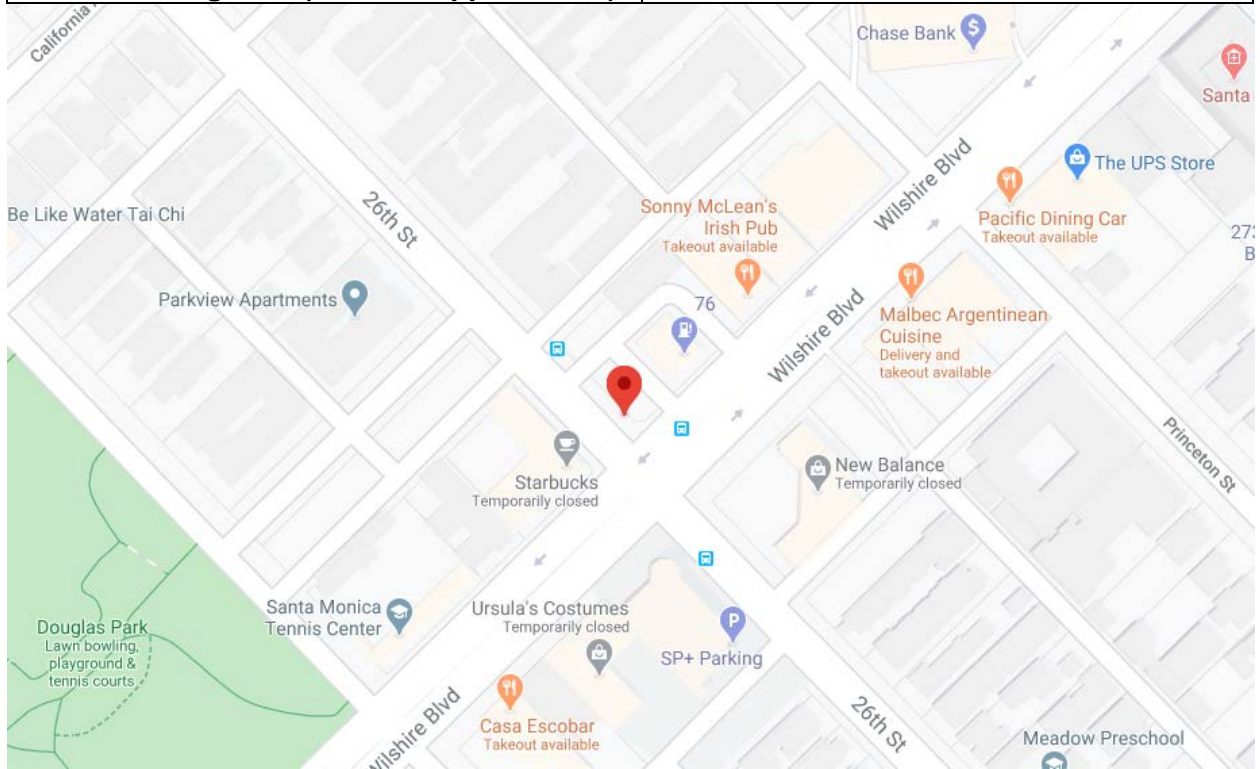 California
Chase Bank
Santa
Wilshire Blvd
The UPS Store
26th St
Be Like Water Tai Chi
Sonny McLean's
Irish Pub
Takeout available
Pacific Dining Car
Takeout available
273
B
Parkview Apartments
76
Wilshire Blvd
Malbec Argentinean
Cuisine
Delivery and
takeout available
Princeton St
Starbucks
Temporarily closed
New Balance
Temporarily closed
Santa Monica
Tennis Center
Ursula's Costumes
Temporarily closed
P
SP+ Parking
Douglas Park
Lawn bowling,
playground &
tennis courts
Casa Escobar
Takeout available
Wilshire Blvd
26th St
Meadow Preschool